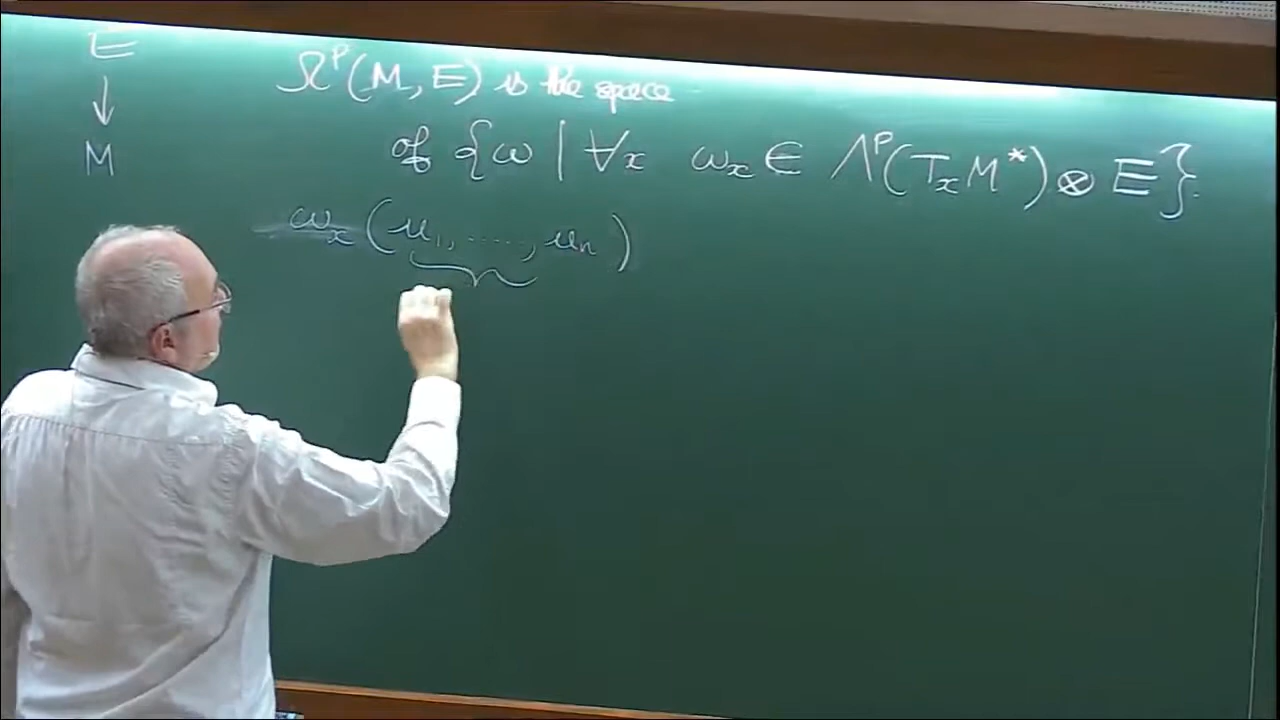 E
↓
M
Ω^p(M, E) is the space
of {ω | ∀x ω_x ∈ Λ^p(T_xM*) ⊗ E}
ω_x(u_1, ....., u_n)